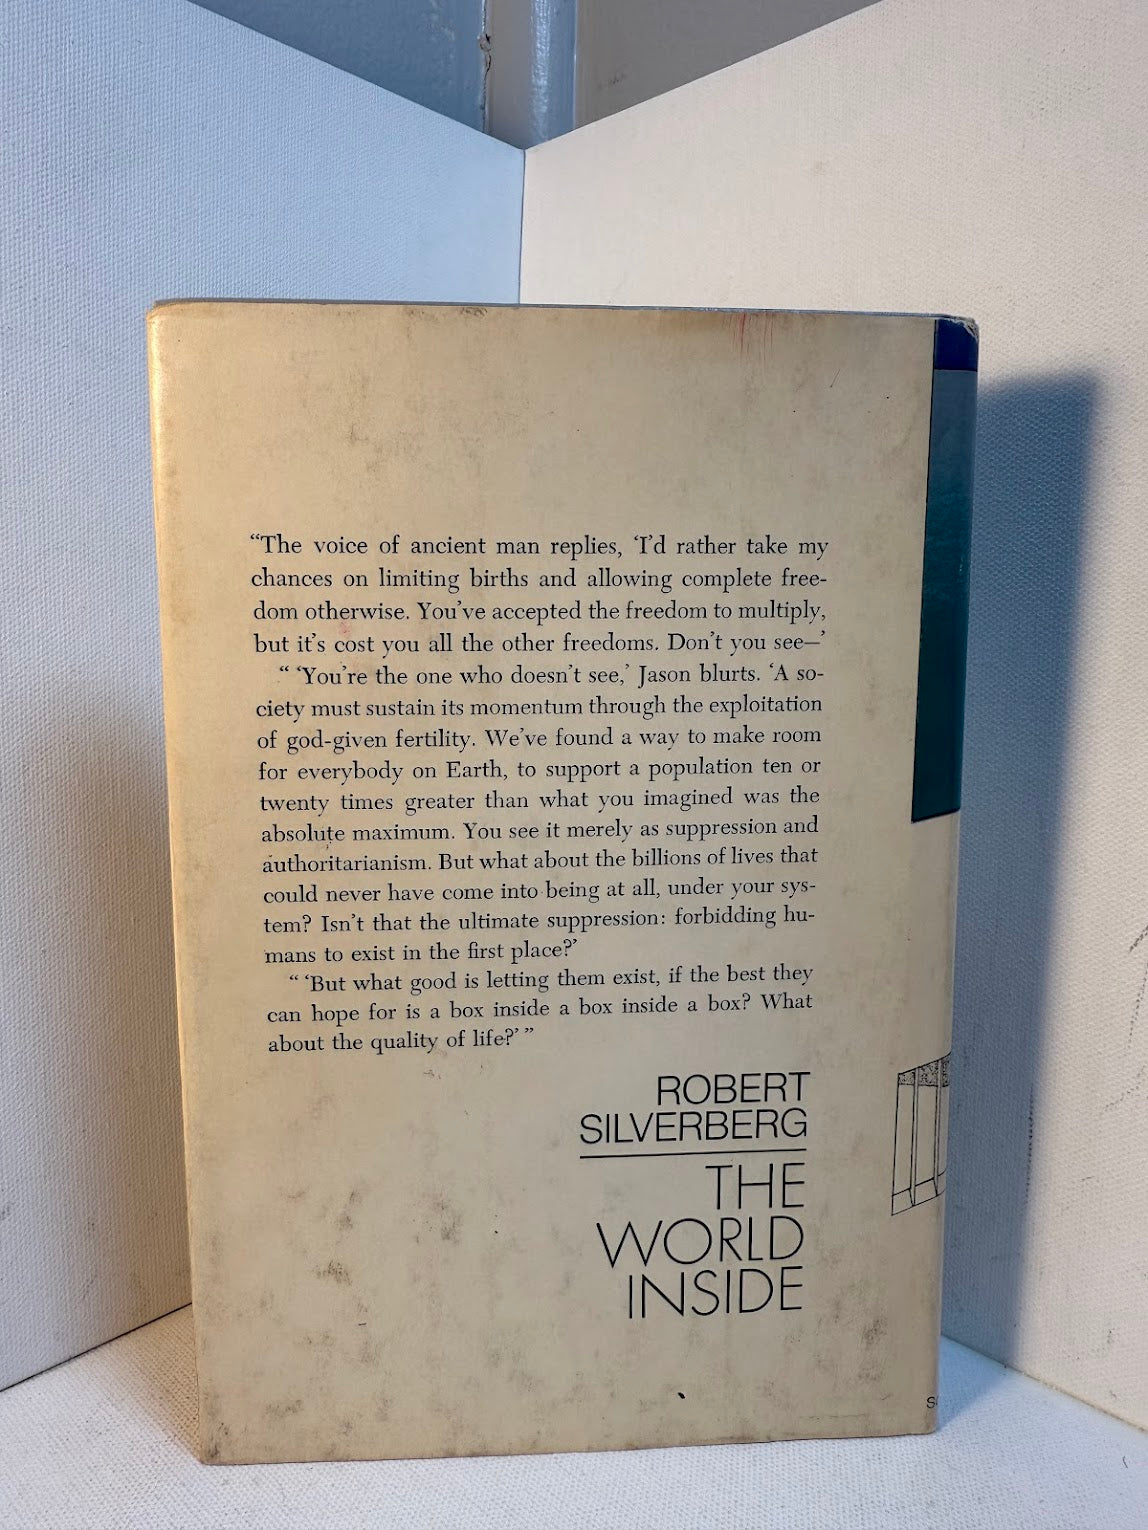 “The voice of ancient man replies, ‘I’d rather take my
chances on limiting births and allowing complete free-
dom otherwise. You’ve accepted the freedom to multiply,
but it’s cost you all the other freedoms. Don’t you see—’
“ ‘You’re the one who doesn’t see,’ Jason blurts. ‘A so-
ciety must sustain its momentum through the exploitation
of god-given fertility. We’ve found a way to make room
for everybody on Earth, to support a population ten or
twenty times greater than what you imagined was the
absolute maximum. You see it merely as suppression and
authoritarianism. But what about the billions of lives that
could never have come into being at all, under your sys-
tem? Isn’t that the ultimate suppression: forbidding hu-
mans to exist in the first place?’
“ ‘But what good is letting them exist, if the best they
can hope for is a box inside a box inside a box? What
about the quality of life?’ ”
ROBERT
SILVERBERG
THE
WORLD
INSIDE